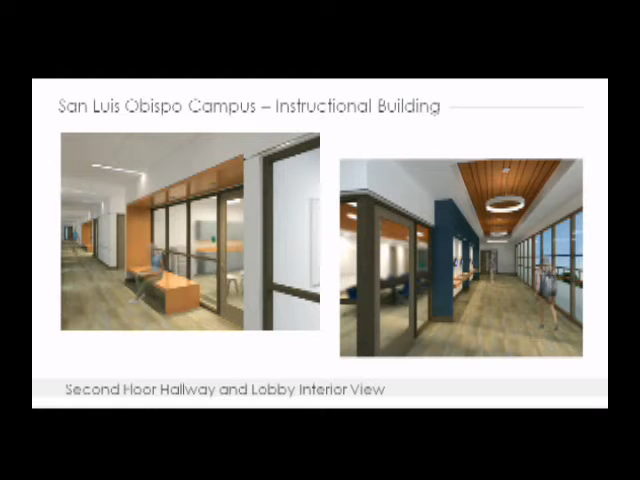 San Luis Obispo Campus – Instructional Building
Second Floor Hallway and Lobby Interior View